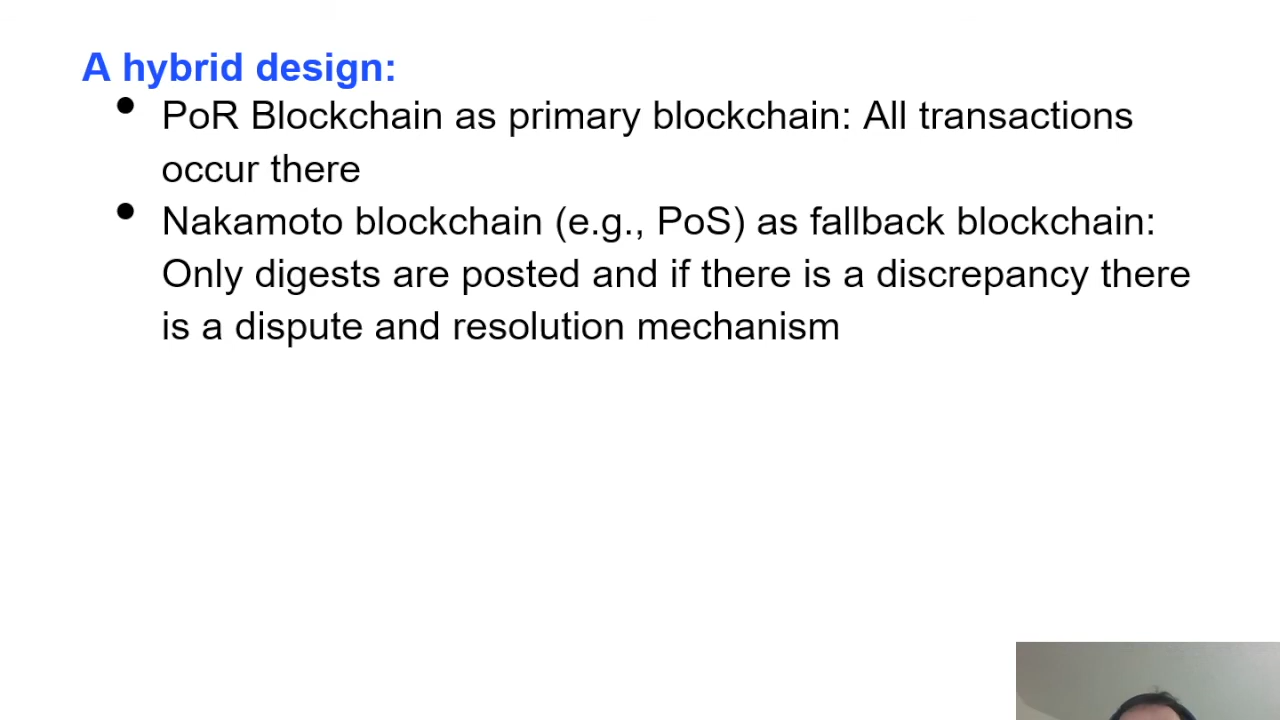 A hybrid design:
• PoR Blockchain as primary blockchain: All transactions
occur there
• Nakamoto blockchain (e.g., PoS) as fallback blockchain:
Only digests are posted and if there is a discrepancy there
is a dispute and resolution mechanism